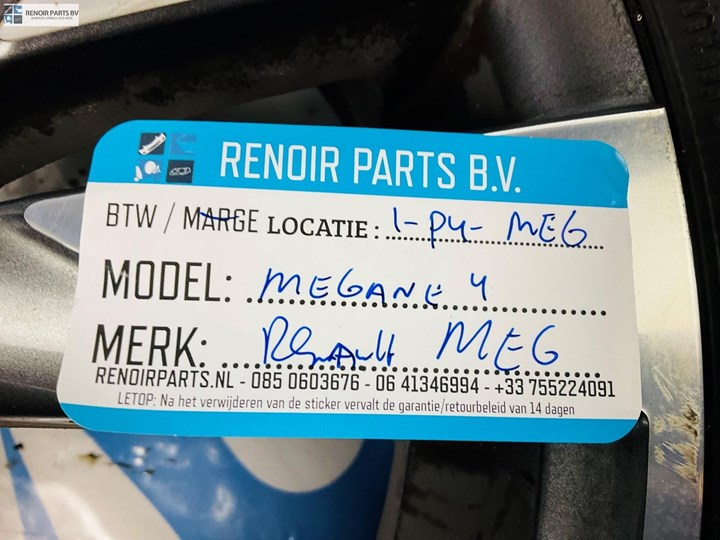 RENOIR PARTS BV
RENOIR PARTS B.V.
BTW / MARGE LOCATIE : 1-P4- MEG
MODEL: MEGANE 4
MERK: Renault MEG
RENOIRPARTS.NL - 085 0603676 - 06 41346994 - +33 755224091
LETOP: Na het verwijderen van de sticker vervalt de garantie/retourbeleid van 14 dagen